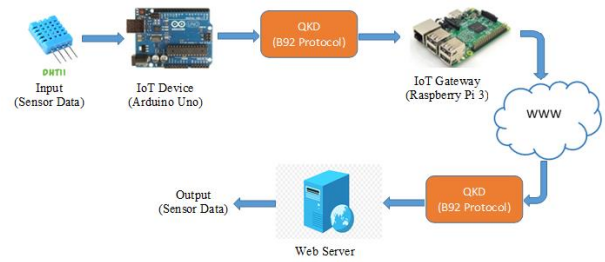 DHT11
Input
(Sensor Data)
IoT Device
(Arduino Uno)
QKD
(B92 Protocol)
IoT Gateway
(Raspberry Pi 3)
WWW
QKD
(B92 Protocol)
Web Server
Output
(Sensor Data)